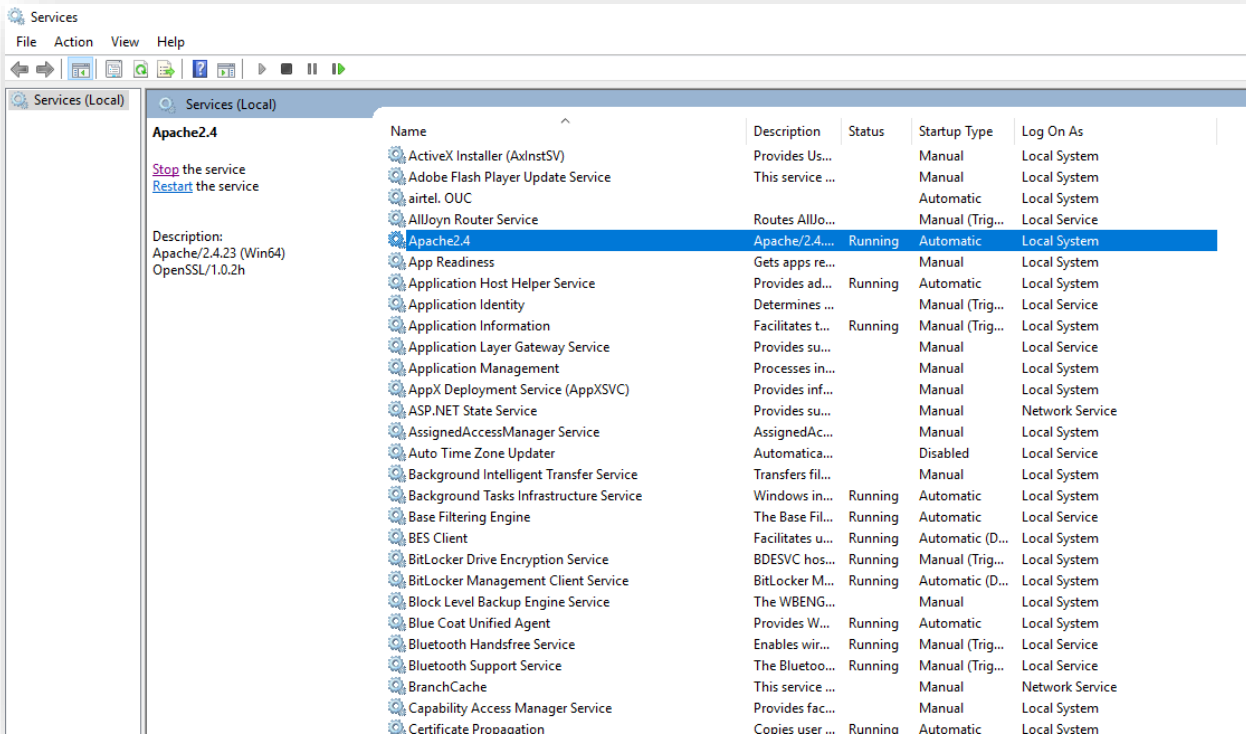 Services
File Action View Help
Services (Local)
Services (Local)
Apache2.4
Stop the service
Restart the service
Description:
Apache/2.4.23 (Win64)
OpenSSL/1.0.2h
Name Description Status Startup Type Log On As
ActiveX Installer (AxInstSV) Provides Us... Manual Local System
Adobe Flash Player Update Service This service ... Manual Local System
airtel. OUC Automatic Local System
AllJoyn Router Service Routes AllJo... Manual (Trig... Local Service
Apache2.4 Apache/2.4.... Running Automatic Local System
App Readiness Gets apps re... Manual Local System
Application Host Helper Service Provides ad... Running Automatic Local System
Application Identity Determines ... Manual (Trig... Local Service
Application Information Facilitates t... Running Manual (Trig... Local System
Application Layer Gateway Service Provides su... Manual Local Service
Application Management Processes in... Manual Local System
AppX Deployment Service (AppXSVC) Provides inf... Manual Local System
ASP.NET State Service Provides su... Manual Network Service
AssignedAccessManager Service AssignedAc... Manual Local System
Auto Time Zone Updater Automatica... Disabled Local Service
Background Intelligent Transfer Service Transfers fil... Manual Local System
Background Tasks Infrastructure Service Windows in... Running Automatic Local System
Base Filtering Engine The Base Fil... Running Automatic Local Service
BES Client Facilitates u... Running Automatic (D... Local System
BitLocker Drive Encryption Service BDESVC hos... Running Manual (Trig... Local System
BitLocker Management Client Service BitLocker M... Running Automatic (D... Local System
Block Level Backup Engine Service The WBENG... Manual Local System
Blue Coat Unified Agent Provides W... Running Automatic Local System
Bluetooth Handsfree Service Enables wir... Running Manual (Trig... Local Service
Bluetooth Support Service The Bluetoo... Running Manual (Trig... Local Service
BranchCache This service ... Manual Network Service
Capability Access Manager Service Provides fac... Manual Local System
Certificate Propagation Copies user ... Running Automatic Local System